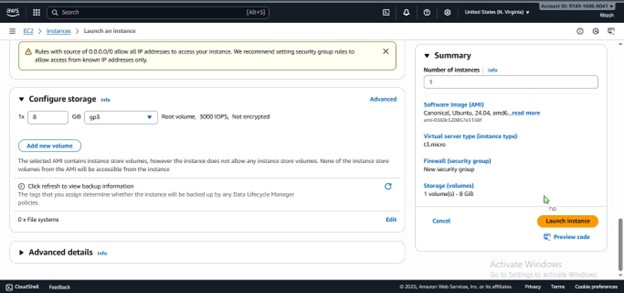 aws
Search
[Alt+S]
United States (N. Virginia)
EC2 > Instances > Launch an instance
Rules with source of 0.0.0.0/0 allow all IP addresses to access your instance. We recommend setting security group rules to
allow access from known IP addresses only.
Configure storage Info
Advanced
1x 8 GiB gp3 Root volume, 3000 IOPS, Not encrypted
Add new volume
The selected AMI contains instance store volumes, however the instance does not allow any instance store volumes. None of the instance store
volumes from the AMI will be accessible from the instance
Click refresh to view backup information
The tags that you assign determine whether the instance will be backed up by any Data Lifecycle Manager
policies.
0 x File systems
Edit
Advanced details Info
Summary
Number of instances Info
1
Software Image (AMI)
Canonical, Ubuntu, 24.04, amd6...read more
Virtual server type (instance type)
t3.micro
Firewall (security group)
New security group
Storage (volumes)
1 volume(s) - 8 GiB
hp
Cancel
Launch instance
Preview code
Activate Windows
Go to Settings to activate Windows.
CloudShell
Feedback
© 2025, Amazon Web Services, Inc. or its affiliates.
Privacy
Terms
Cookie preferences